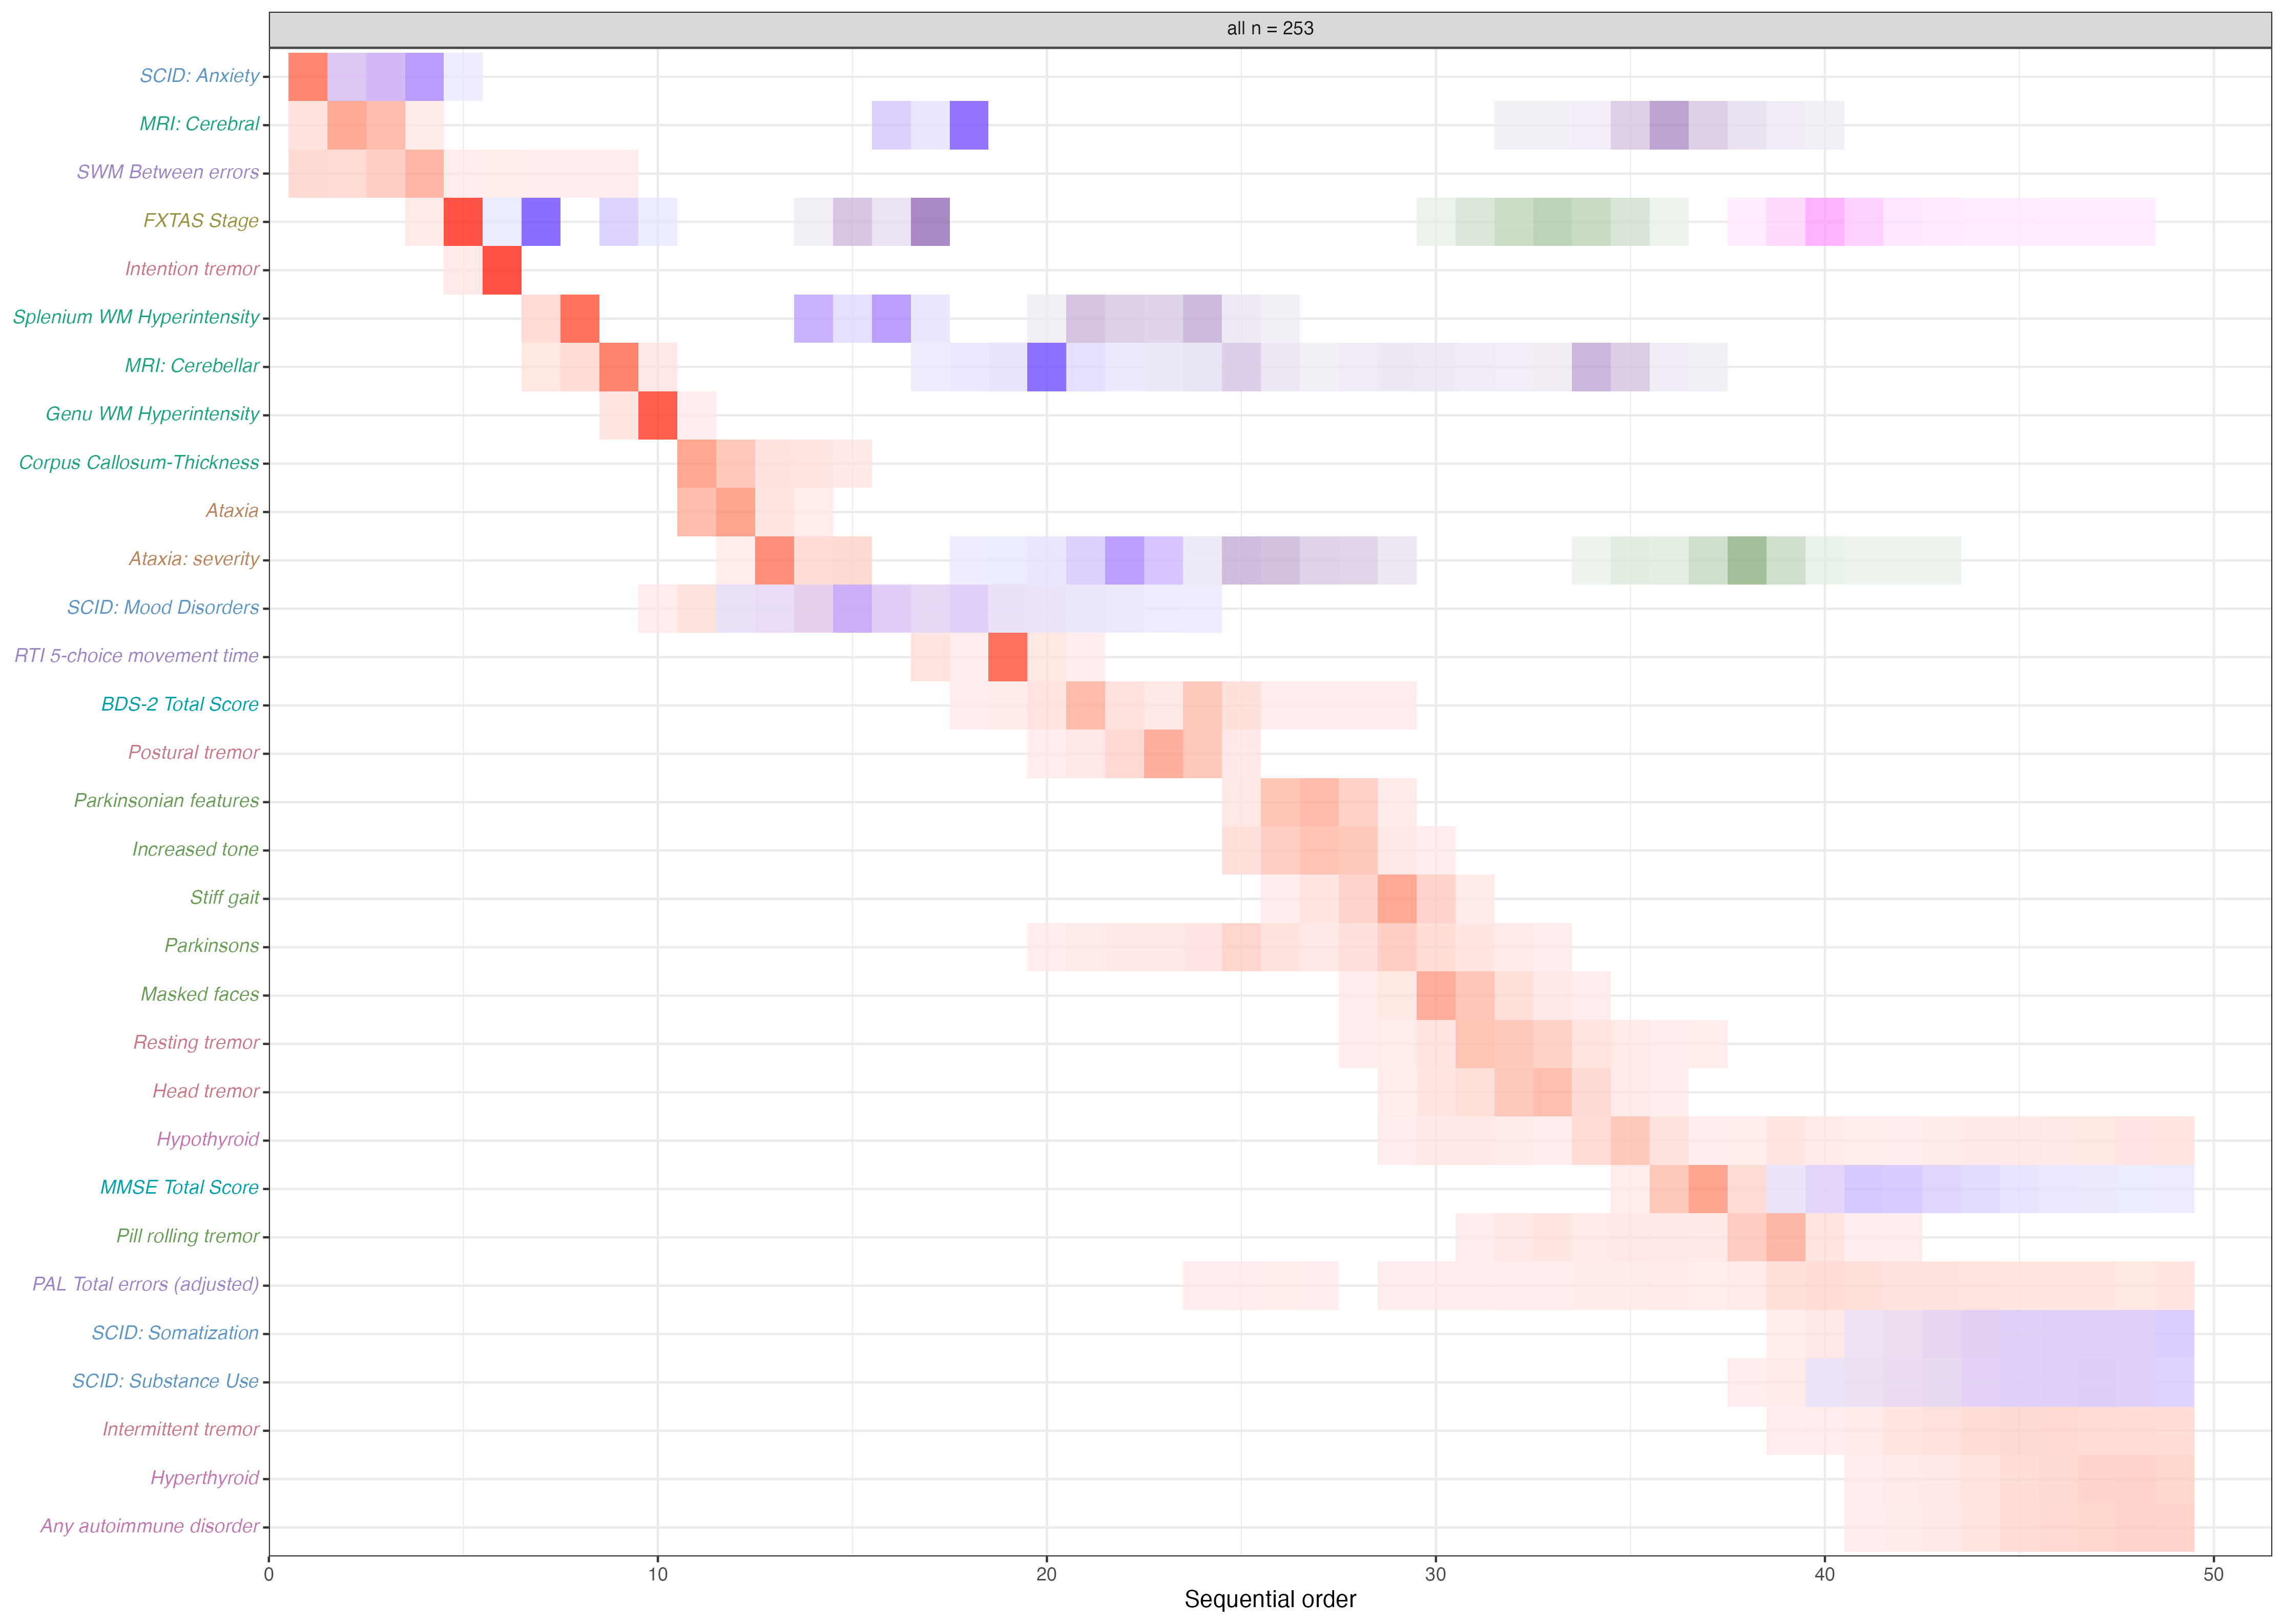 all n = 253
SCID: Anxiety
MRI: Cerebral
SWM Between errors
FXTAS Stage
Intention tremor
Splenium WM Hyperintensity
MRI: Cerebellar
Genu WM Hyperintensity
Corpus Callosum-Thickness
Ataxia
Ataxia: severity
SCID: Mood Disorders
RTI 5-choice movement time
BDS-2 Total Score
Postural tremor
Parkinsonian features
Increased tone
Stiff gait
Parkinsons
Masked faces
Resting tremor
Head tremor
Hypothyroid
MMSE Total Score
Pill rolling tremor
PAL Total errors (adjusted)
SCID: Somatization
SCID: Substance Use
Intermittent tremor
Hyperthyroid
Any autoimmune disorder
0 10 20 30 40 50
Sequential order